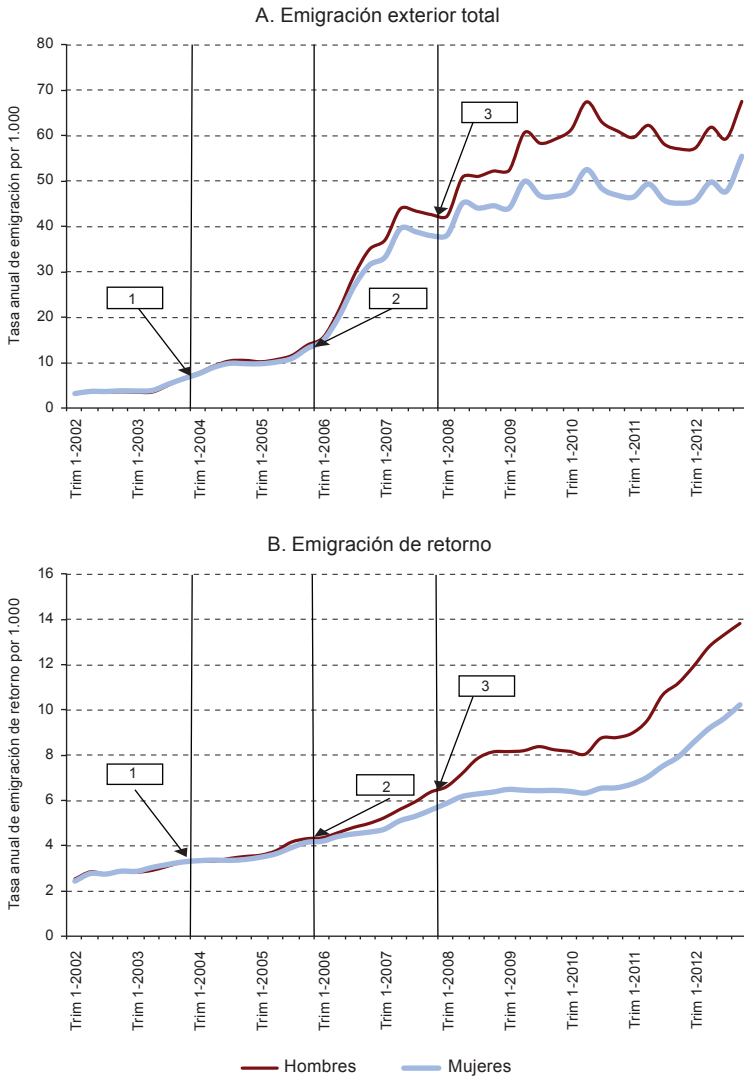 A. Emigración exterior total
Tasa anual de emigración por 1.000
80
70
60
50
40
30
20
10
0
1
2
3
Trim 1-2002
Trim 1-2003
Trim 1-2004
Trim 1-2005
Trim 1-2006
Trim 1-2007
Trim 1-2008
Trim 1-2009
Trim 1-2010
Trim 1-2011
Trim 1-2012
B. Emigración de retorno
Tasa anual de emigración de retorno por 1.000
16
14
12
10
8
6
4
2
0
1
2
3
Trim 1-2002
Trim 1-2003
Trim 1-2004
Trim 1-2005
Trim 1-2006
Trim 1-2007
Trim 1-2008
Trim 1-2009
Trim 1-2010
Trim 1-2011
Trim 1-2012
Hombres
Mujeres